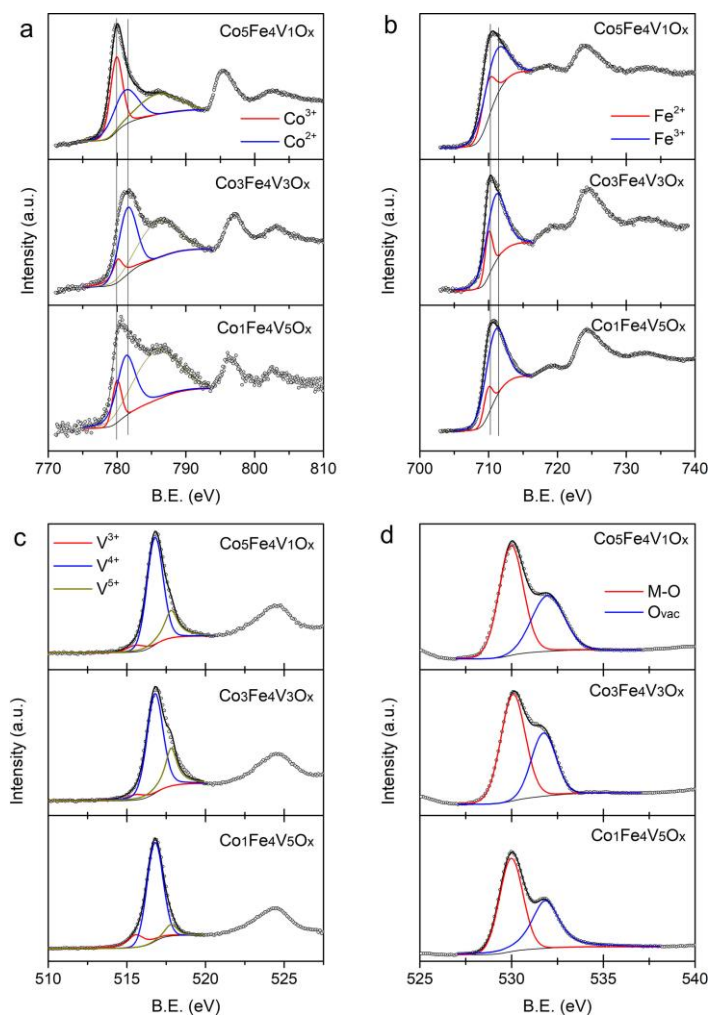 a
Co5Fe4V1Ox
Co³⁺
Co²⁺
Co3Fe4V3Ox
Co1Fe4V5Ox
Intensity (a.u.)
770 780 790 800 810
B.E. (eV)
b
Co5Fe4V1Ox
Fe²⁺
Fe³⁺
Co3Fe4V3Ox
Co1Fe4V5Ox
Intensity (a.u.)
700 710 720 730 740
B.E. (eV)
c
V³⁺
V⁴⁺
V⁵⁺
Co5Fe4V1Ox
Co3Fe4V3Ox
Co1Fe4V5Ox
Intensity (a.u.)
510 515 520 525
B.E. (eV)
d
Co5Fe4V1Ox
M-O
Ovac
Co3Fe4V3Ox
Co1Fe4V5Ox
Intensity (a.u.)
525 530 535 540
B.E. (eV)